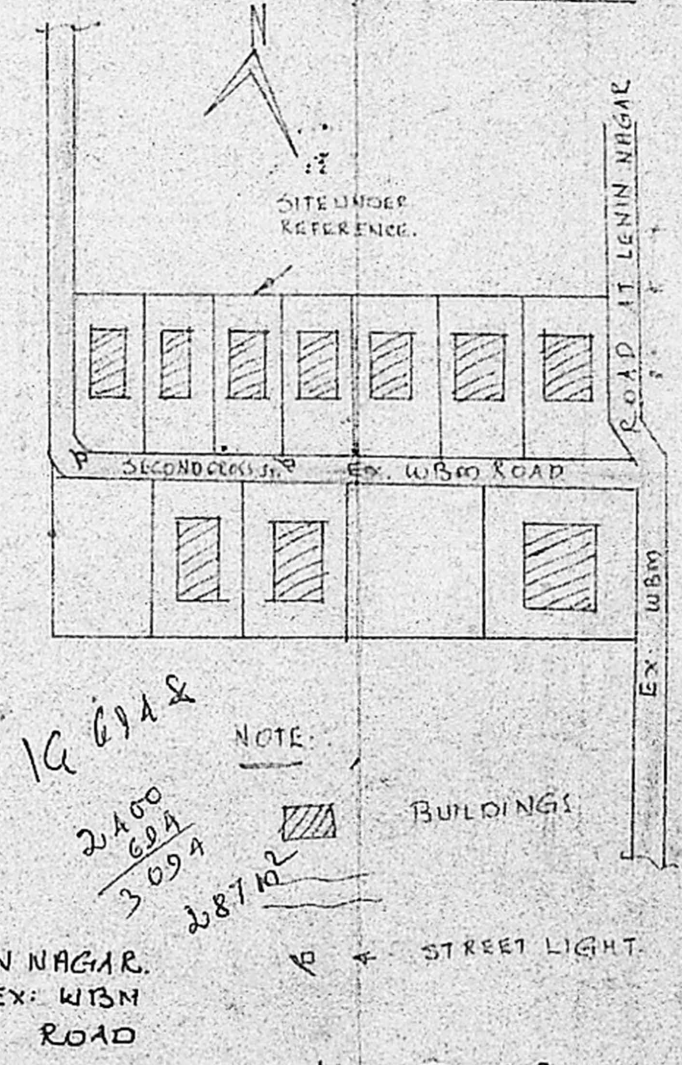 N
SITE UNDER
REFERENCE.
ROAD AT LENIN NAGAR
SECOND CROSS St.
EX. WBM ROAD
EX: WBM
NOTE:
BUILDINGS
2400
694
3094
287 m2
STREET LIGHT.
N NAGAR.
EX: WBM
ROAD